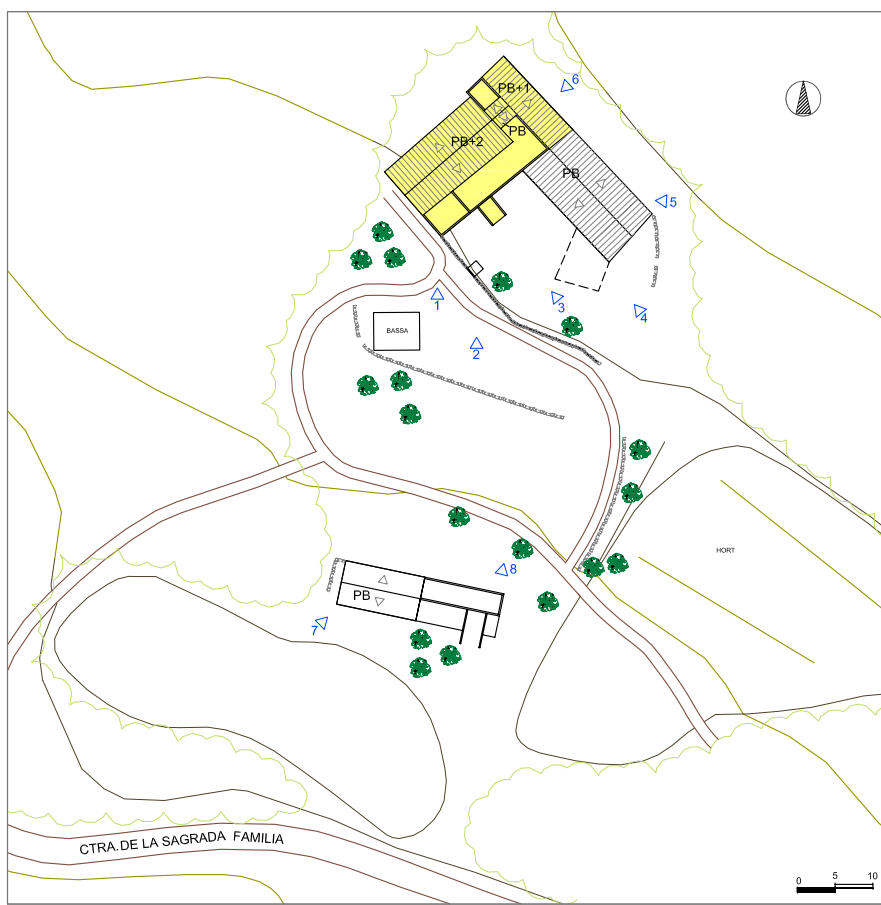 6
PB+1
PB
PB+2
PB
5
1
3
4
BASSA
2
HORT
8
PB
7
CTRA. DE LA SAGRADA FAMILIA
0 5 10